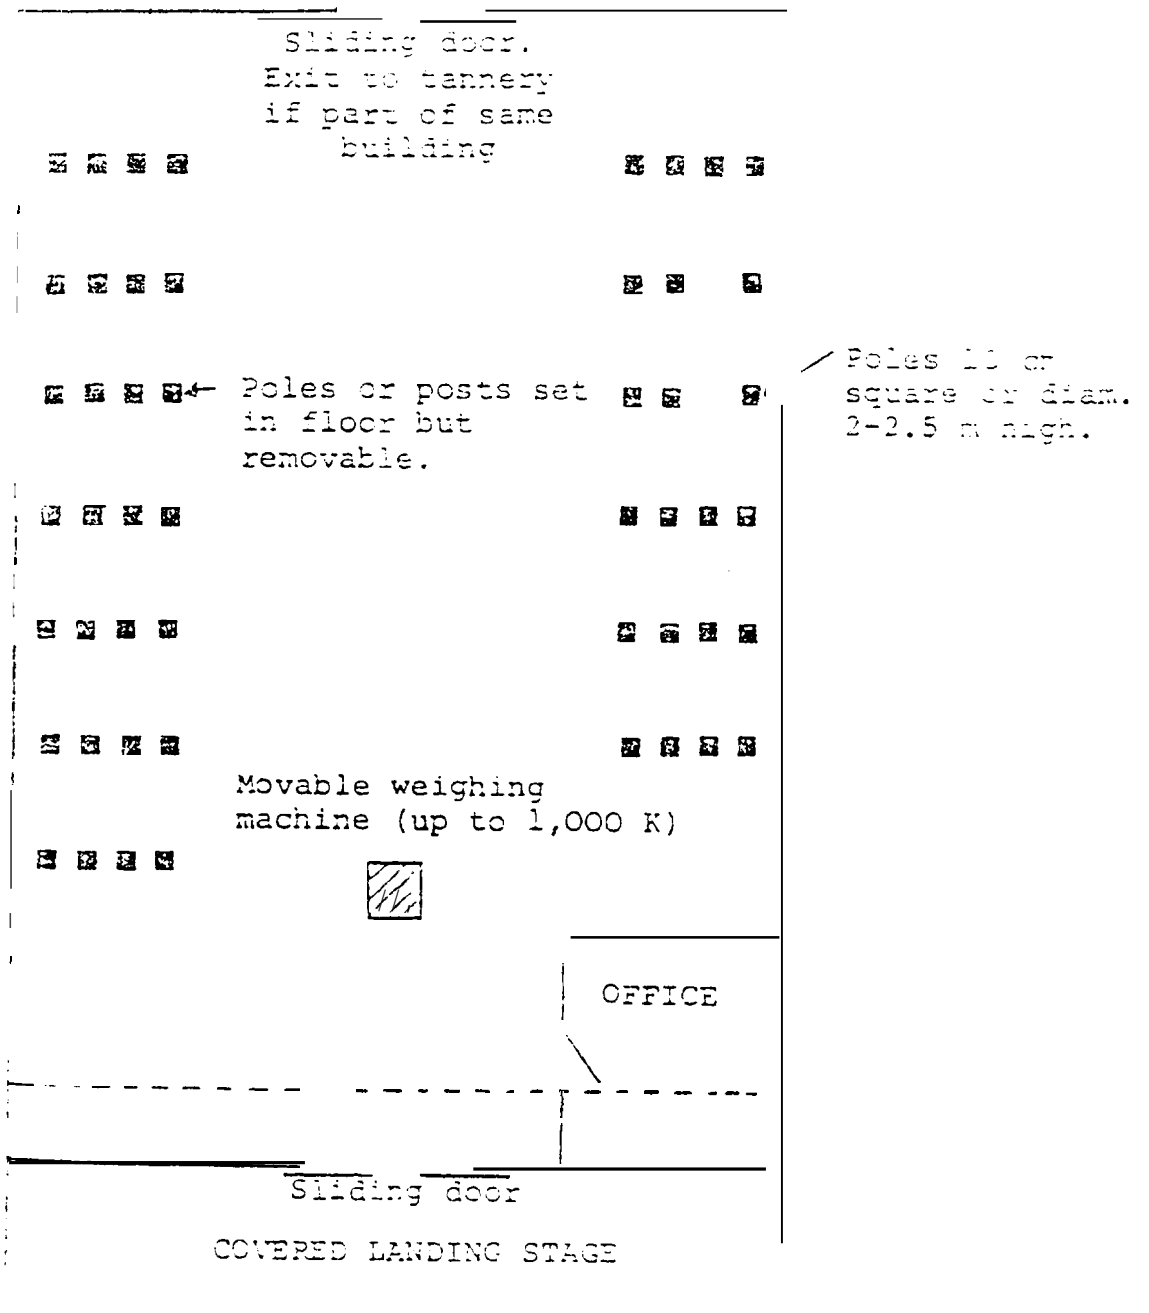 Sliding door.
Exit to tannery
if part of same
building
Poles or posts set
in floor but
removable.
Poles cm
square or diam.
2-2.5 m high.
Movable weighing
machine (up to 1,000 K)
OFFICE
Sliding door
COVERED LANDING STAGE